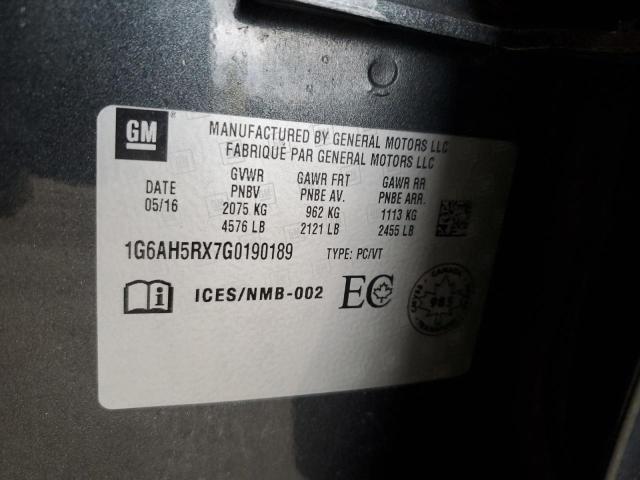 GM
MANUFACTURED BY GENERAL MOTORS LLC
FABRIQUÉ PAR GENERAL MOTORS LLC
DATE
05/16
GVWR
PNBV
2075 KG
4576 LB
GAWR FRT
PNBE AV.
962 KG
2121 LB
GAWR RR
PNBE ARR.
1113 KG
2455 LB
1G6AH5RX7G0190189 TYPE: PC/VT
ICES/NMB-002 EC